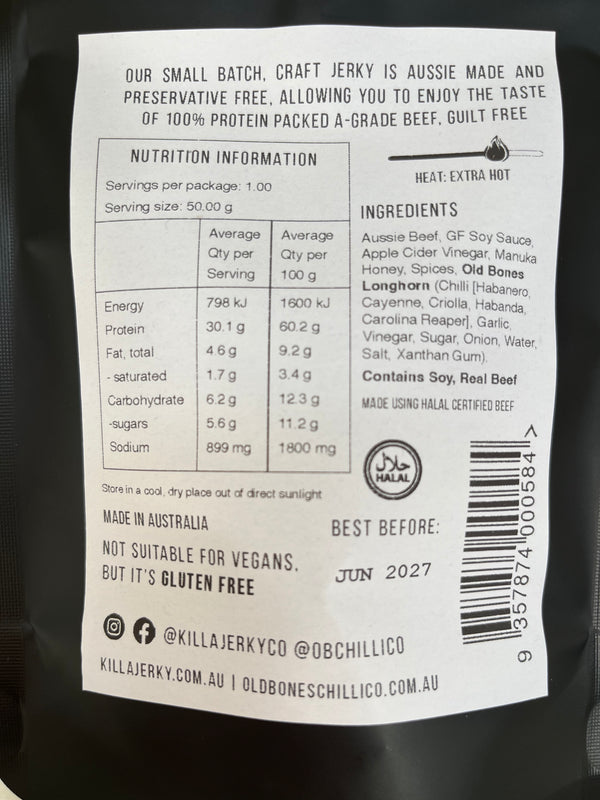 OUR SMALL BATCH, CRAFT JERKY IS AUSSIE MADE AND
PRESERVATIVE FREE, ALLOWING YOU TO ENJOY THE TASTE
OF 100% PROTEIN PACKED A-GRADE BEEF, GUILT FREE
NUTRITION INFORMATION
Servings per package: 1.00
Serving size: 50.00 g
Average Qty per Serving
Average Qty per 100 g
Energy 798 kJ 1600 kJ
Protein 30.1 g 60.2 g
Fat, total 4.6 g 9.2 g
- saturated 1.7 g 3.4 g
Carbohydrate 6.2 g 12.3 g
-sugars 5.6 g 11.2 g
Sodium 899 mg 1800 mg
Store in a cool, dry place out of direct sunlight
MADE IN AUSTRALIA
NOT SUITABLE FOR VEGANS,
BUT IT'S GLUTEN FREE
HEAT: EXTRA HOT
INGREDIENTS
Aussie Beef, GF Soy Sauce,
Apple Cider Vinegar, Manuka
Honey, Spices, Old Bones
Longhorn (Chilli [Habanero,
Cayenne, Criolla, Habanda,
Carolina Reaper], Garlic,
Vinegar, Sugar, Onion, Water,
Salt, Xanthan Gum).
Contains Soy, Real Beef
MADE USING HALAL CERTIFIED BEEF
حلال
HALAL
BEST BEFORE:
JUN 2027
9 357874 000584 >
@KILLAJERKYCO @OBCHILLICO
KILLAJERKY.COM.AU | OLDBONESCHILLICO.COM.AU